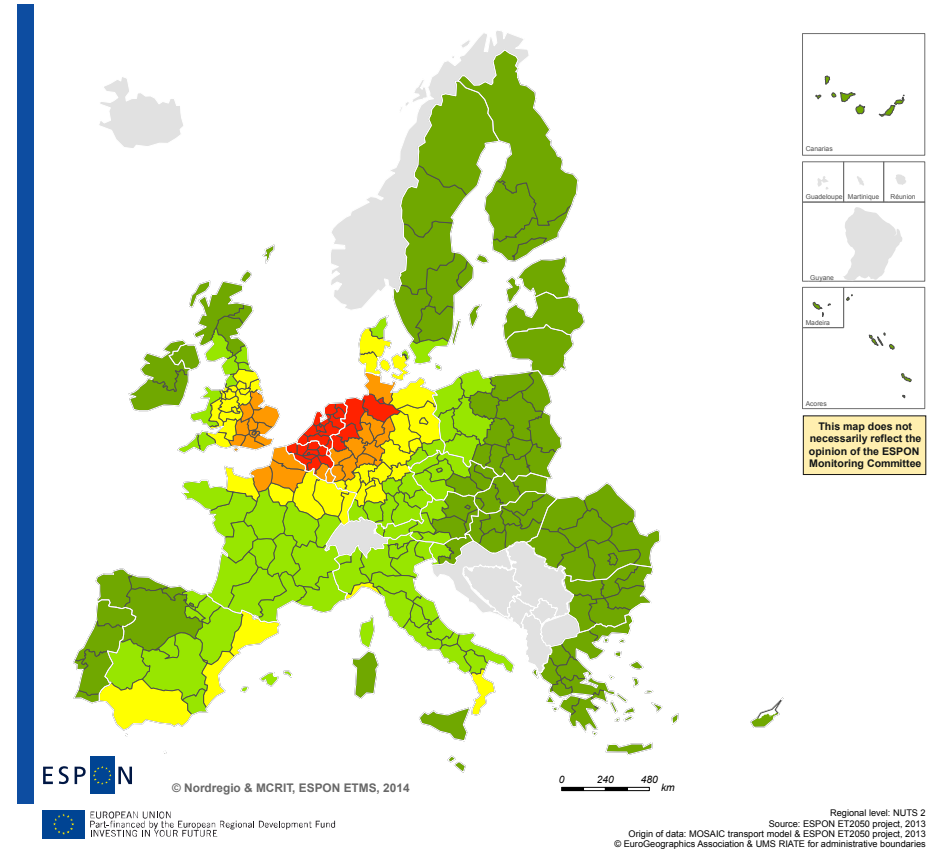 Canarias
Guadeloupe
Martinique
Réunion
Guyane
Madeira
Acores
This map does not
necessarily reflect the
opinion of the ESPON
Monitoring Committee
ESPON
© Nordregio & MCRIT, ESPON ETMS, 2014
0 240 480
km
EUROPEAN UNION
Part-financed by the European Regional Development Fund
INVESTING IN YOUR FUTURE
Regional level: NUTS 2
Source: ESPON ET2050 project, 2013
Origin of data: MOSAIC transport model & ESPON ET2050 project, 2013
© EuroGeographics Association & UMS RIATE for administrative boundaries